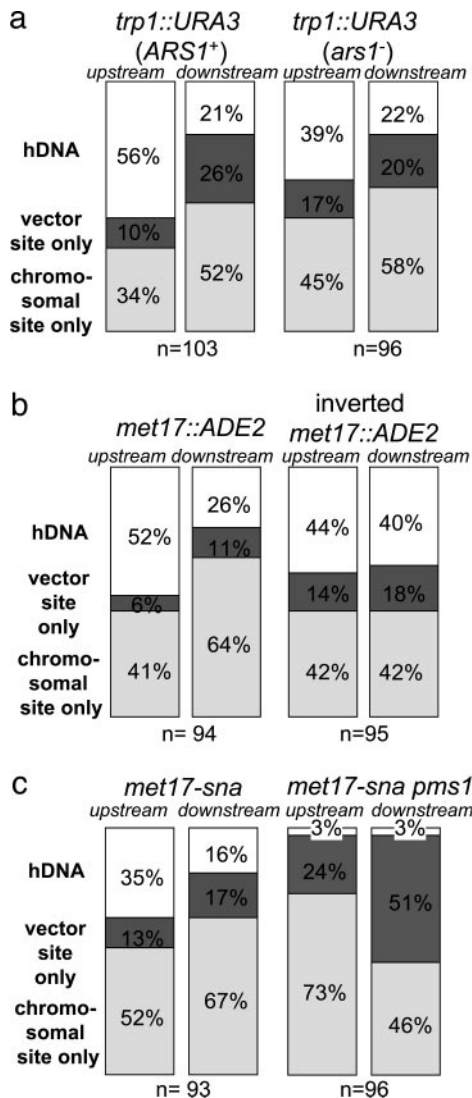 a
trp1::URA3 trp1::URA3
(ARS1+) (ars1-)
upstream downstream upstream downstream
21% 22%
hDNA 56% 39%
26% 20%
vector
site only 10% 17%
chromo-
somal
site only 34% 52% 45% 58%
n=103 n=96
b
inverted
met17::ADE2 met17::ADE2
upstream downstream upstream downstream
26%
hDNA 52% 44% 40%
11%
vector
site
only 6% 14% 18%
chromo-
somal
site only 41% 64% 42% 42%
n= 94 n=95
c
met17-sna met17-sna pms1
upstream downstream upstream downstream
3% 3%
16%
hDNA 35% 24%
17% 51%
vector
site
only 13%
chromo-
somal
site only 52% 67% 73% 46%
n= 93 n=96